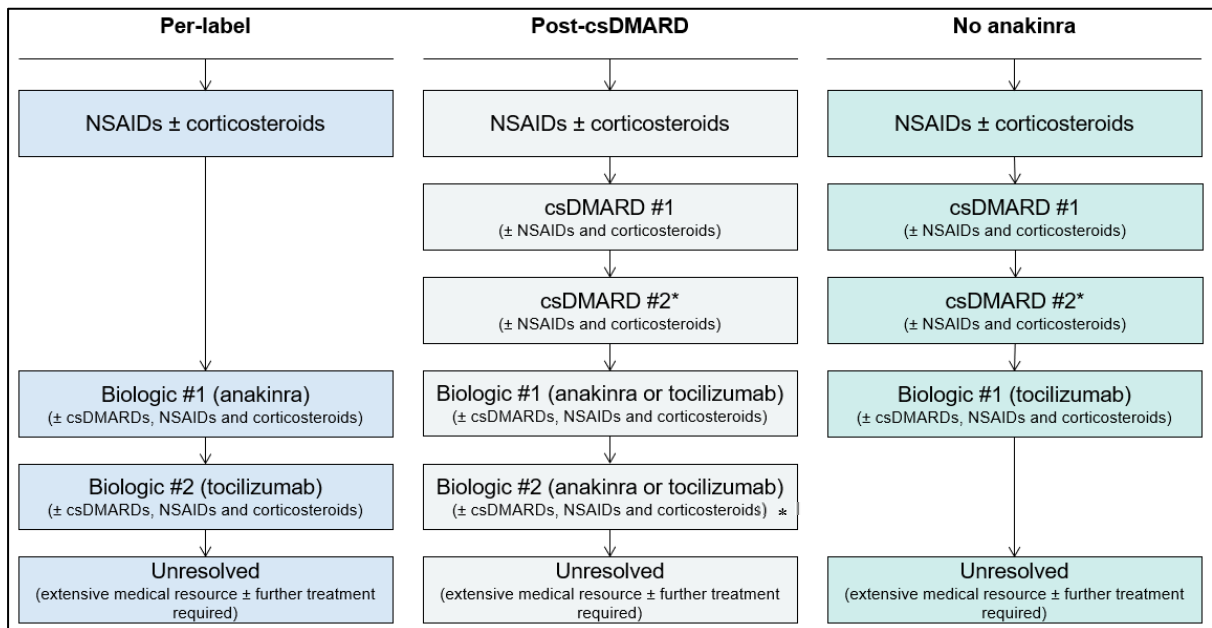 Per-label
NSAIDs ± corticosteroids
Biologic #1 (anakinra)
(± csDMARDs, NSAIDs and corticosteroids)
Biologic #2 (tocilizumab)
(± csDMARDs, NSAIDs and corticosteroids)
Unresolved
(extensive medical resource ± further treatment
required)
Post-csDMARD
NSAIDs ± corticosteroids
csDMARD #1
(± NSAIDs and corticosteroids)
csDMARD #2*
(± NSAIDs and corticosteroids)
Biologic #1 (anakinra or tocilizumab)
(± csDMARDs, NSAIDs and corticosteroids)
Biologic #2 (anakinra or tocilizumab)
(± csDMARDs, NSAIDs and corticosteroids) *
Unresolved
(extensive medical resource ± further treatment
required)
No anakinra
NSAIDs ± corticosteroids
csDMARD #1
(± NSAIDs and corticosteroids)
csDMARD #2*
(± NSAIDs and corticosteroids)
Biologic #1 (tocilizumab)
(± csDMARDs, NSAIDs and corticosteroids)
Unresolved
(extensive medical resource ± further treatment
required)